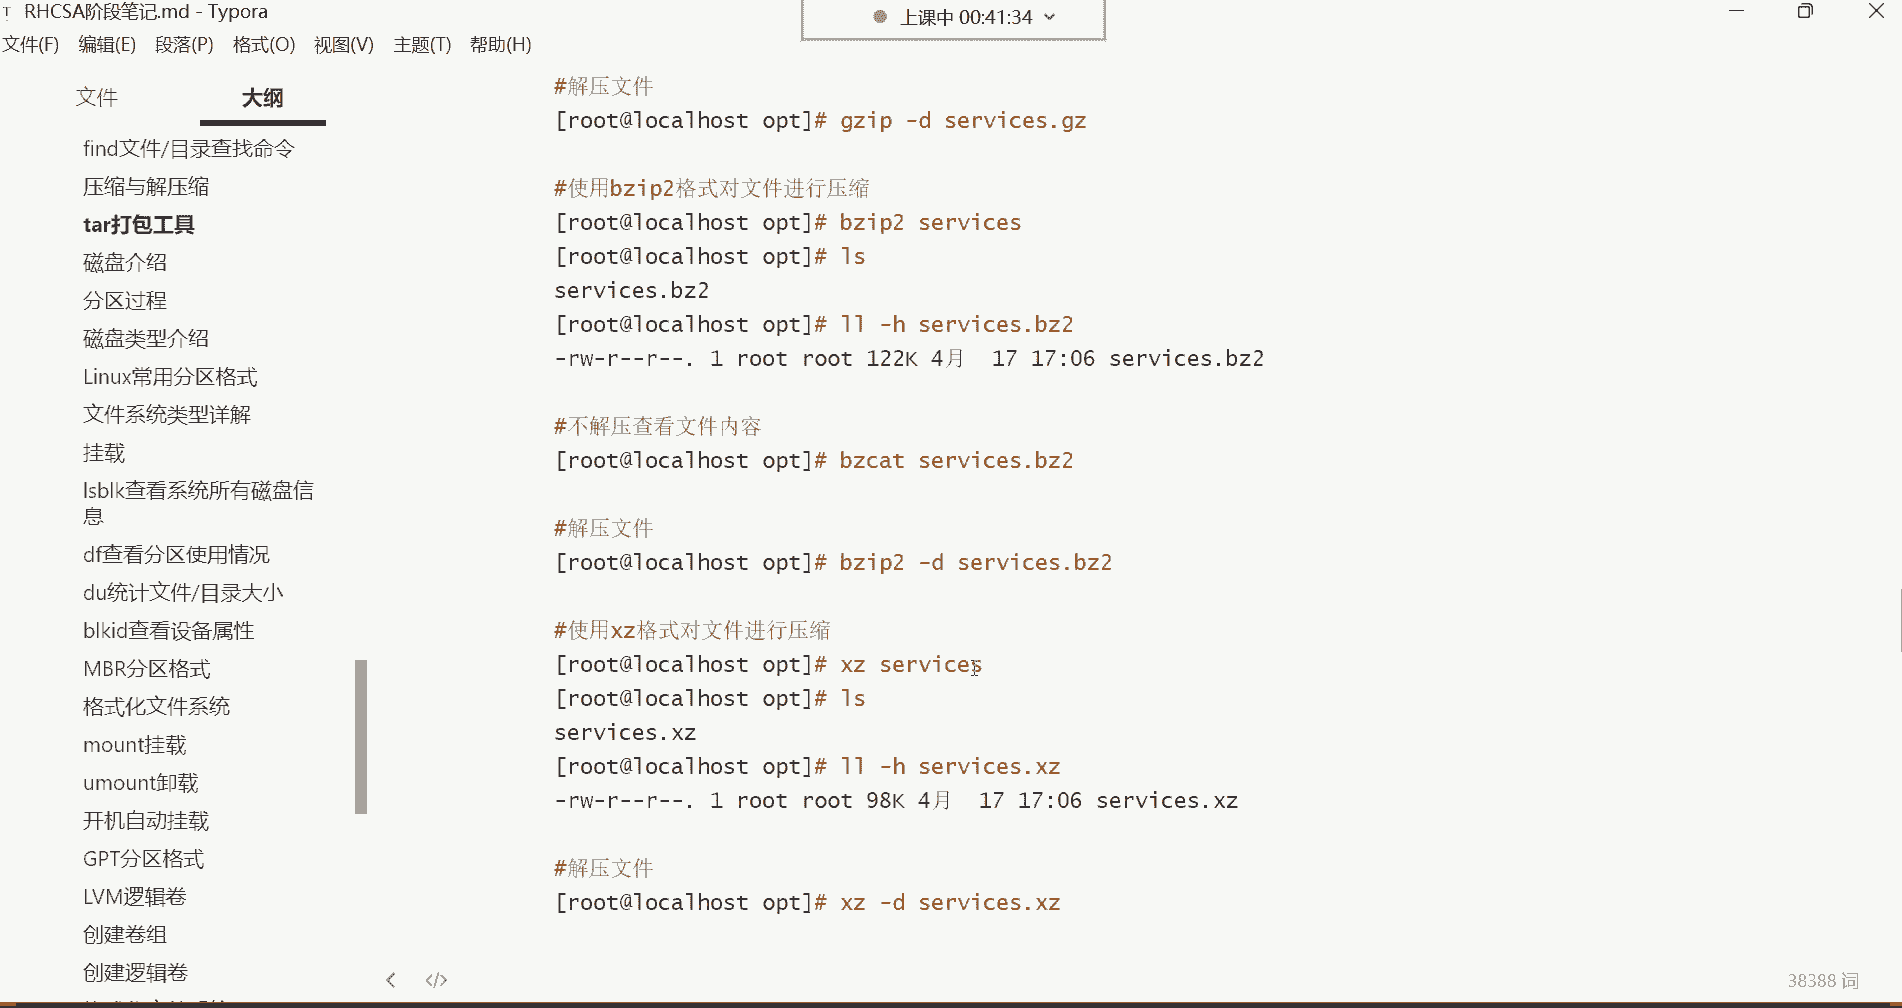 RHCSA阶段笔记.md - Typora
上课中 00:41:34
文件(F) 编辑(E) 段落(P) 格式(O) 视图(V) 主题(T) 帮助(H)
文件 大纲
find文件/目录查找命令
压缩与解压缩
tar打包工具
磁盘介绍
分区过程
磁盘类型介绍
Linux常用分区格式
文件系统类型详解
挂载
lsblk查看系统所有磁盘信
息
df查看分区使用情况
du统计文件/目录大小
blkid查看设备属性
MBR分区格式
格式化文件系统
mount挂载
umount卸载
开机自动挂载
GPT分区格式
LVM逻辑卷
创建卷组
创建逻辑卷
#解压文件
[root@localhost opt]# gzip -d services.gz
#使用bzip2格式对文件进行压缩
[root@localhost opt]# bzip2 services
[root@localhost opt]# ls
services.bz2
[root@localhost opt]# ll -h services.bz2
-rw-r--r--. 1 root root 122K 4月  17 17:06 services.bz2
#不解压查看文件内容
[root@localhost opt]# bzcat services.bz2
#解压文件
[root@localhost opt]# bzip2 -d services.bz2
#使用xz格式对文件进行压缩
[root@localhost opt]# xz services
[root@localhost opt]# ls
services.xz
[root@localhost opt]# ll -h services.xz
-rw-r--r--. 1 root root 98K 4月  17 17:06 services.xz
#解压文件
[root@localhost opt]# xz -d services.xz
38388 词